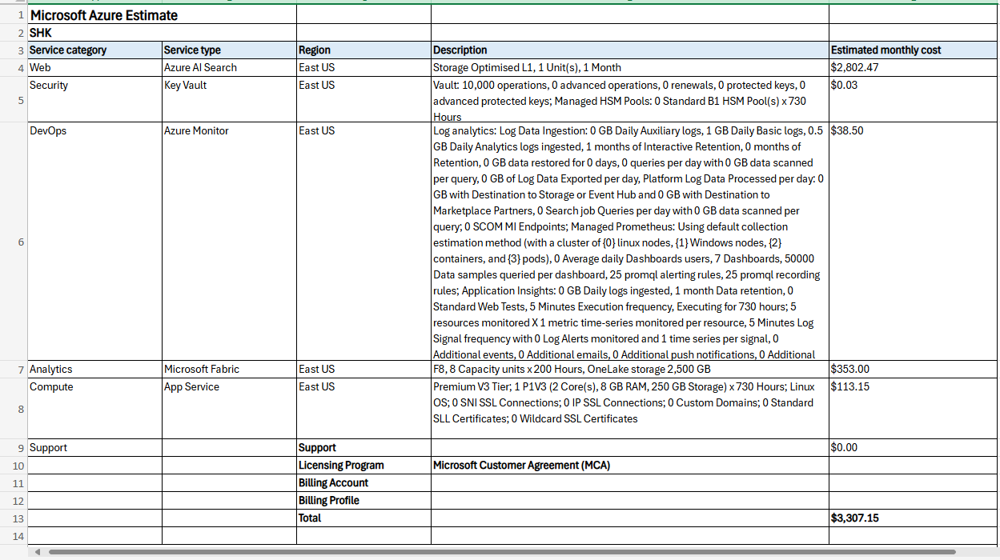 1 Microsoft Azure Estimate
2 SHK
3 Service category Service type Region Description Estimated monthly cost
4 Web Azure AI Search East US Storage Optimised L1, 1 Unit(s), 1 Month $2,802.47
5 Security Key Vault East US Vault: 10,000 operations, 0 advanced operations, 0 renewals, 0 protected keys, 0 $0.03
advanced protected keys; Managed HSM Pools: 0 Standard B1 HSM Pool(s) x 730
Hours
6 DevOps Azure Monitor East US Log analytics: Log Data Ingestion: 0 GB Daily Auxiliary logs, 1 GB Daily Basic logs, 0.5 $38.50
GB Daily Analytics logs ingested, 1 months of Interactive Retention, 0 months of
Retention, 0 GB data restored for 0 days, 0 queries per day with 0 GB data scanned
per query, 0 GB of Log Data Exported per day, Platform Log Data Processed per day: 0
GB with Destination to Storage or Event Hub and 0 GB with Destination to
Marketplace Partners, 0 Search job Queries per day with 0 GB data scanned per
query; 0 SCOM MI Endpoints; Managed Prometheus: Using default collection
estimation method (with a cluster of {0} linux nodes, {1} Windows nodes, {2}
containers, and {3} pods), 0 Average daily Dashboards users, 7 Dashboards, 50000
Data samples queried per dashboard, 25 promql alerting rules, 25 promql recording
rules; Application Insights: 0 GB Daily logs ingested, 1 month Data retention, 0
Standard Web Tests, 5 Minutes Execution frequency, Executing for 730 hours; 5
resources monitored X 1 metric time-series monitored per resource, 5 Minutes Log
Signal frequency with 0 Log Alerts monitored and 1 time series per signal, 0
Additional events, 0 Additional emails, 0 Additional push notifications, 0 Additional
7 Analytics Microsoft Fabric East US F8, 8 Capacity units x 200 Hours, OneLake storage 2,500 GB $353.00
8 Compute App Service East US Premium V3 Tier; 1 P1V3 (2 Core(s), 8 GB RAM, 250 GB Storage) x 730 Hours; Linux $113.15
OS; 0 SNI SSL Connections; 0 IP SSL Connections; 0 Custom Domains; 0 Standard
SLL Certificates; 0 Wildcard SSL Certificates
9 Support Support $0.00
10 Licensing Program Microsoft Customer Agreement (MCA)
11 Billing Account
12 Billing Profile
13 Total $3,307.15
14